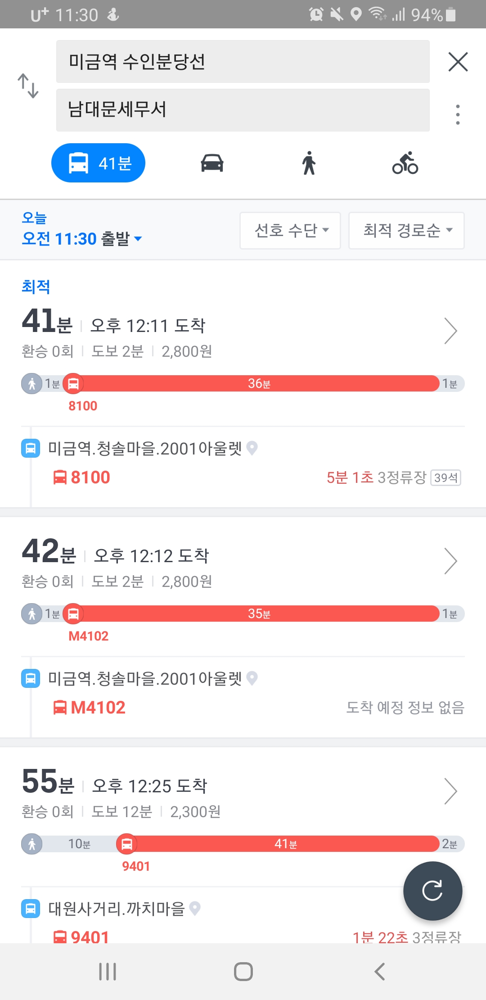 U+ 11:30 94%
미금역 수인분당선
남대문세무서
41분
오늘
오전 11:30 출발
선호 수단
최적 경로순
최적
41분 오후 12:11 도착
환승 0회 도보 2분 2,800원
1분 36분 1분
8100
미금역.청솔마을.2001아울렛
8100 5분 1초 3정류장 39석
42분 오후 12:12 도착
환승 0회 도보 2분 2,800원
1분 35분 1분
M4102
미금역.청솔마을.2001아울렛
M4102 도착 예정 정보 없음
55분 오후 12:25 도착
환승 0회 도보 12분 2,300원
10분 41분 2분
9401
대원사거리.까치마을
9401 1분 22초 3정류장